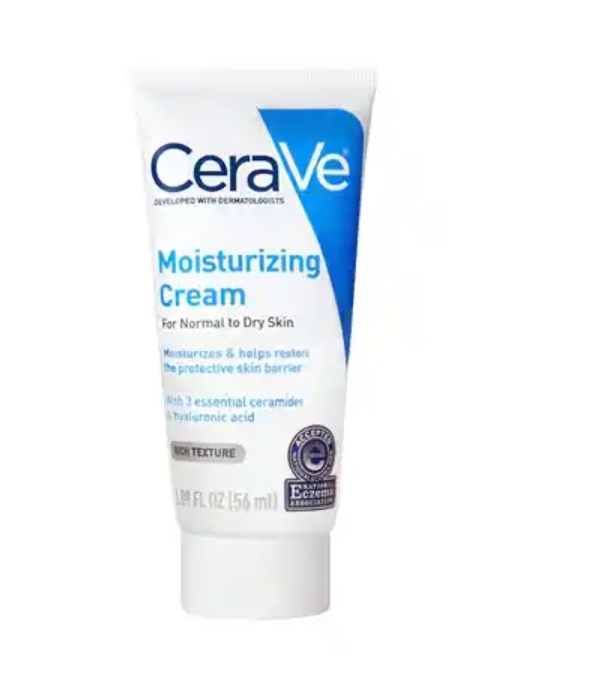 CeraVe
DEVELOPED WITH DERMATOLOGISTS
Moisturizing
Cream
For Normal to Dry Skin
Moisturizes & helps restore
the protective skin barrier
With 3 essential ceramides
& hyaluronic acid
RICH TEXTURE
ACCEPTED
e
NATIONAL
Eczema
ASSOCIATION
1.89 FL OZ (56 ml)